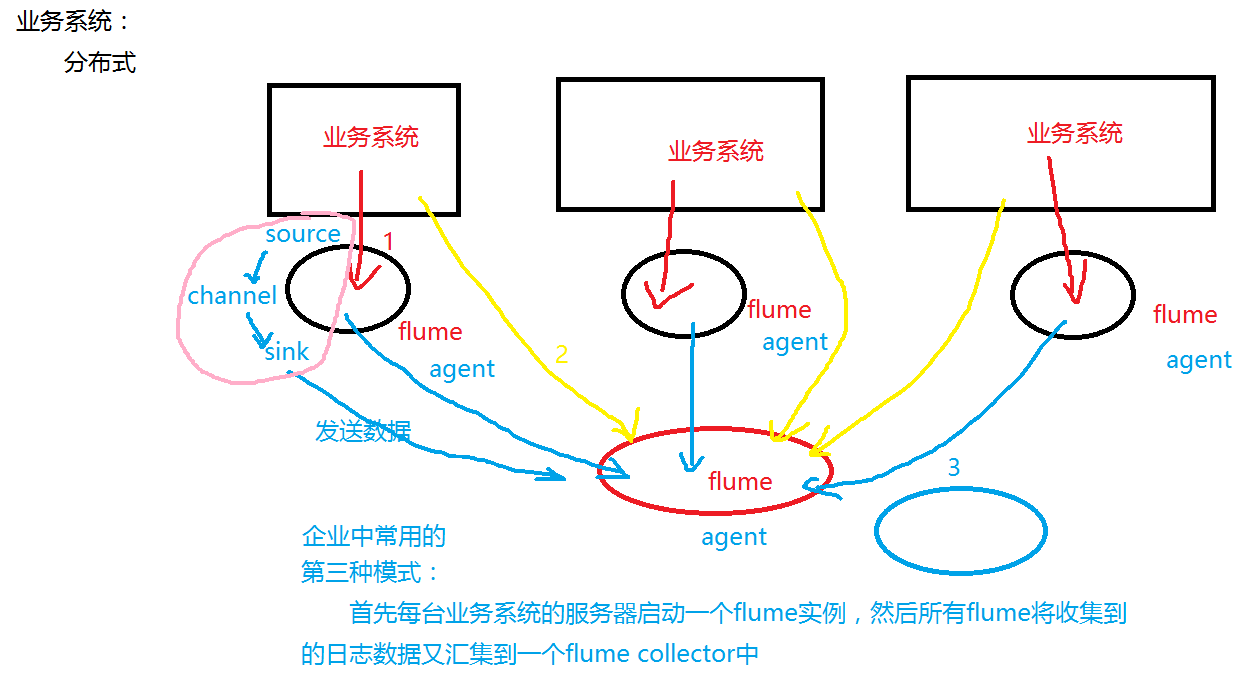 业务系统：
分布式
业务系统
业务系统
业务系统
source
1
channel
sink
flume
agent
flume
agent
flume
agent
2
发送数据
flume
agent
3
企业中常用的
第三种模式：
首先每台业务系统的服务器启动一个flume实例，然后所有flume将收集到
的日志数据又汇集到一个flume collector中